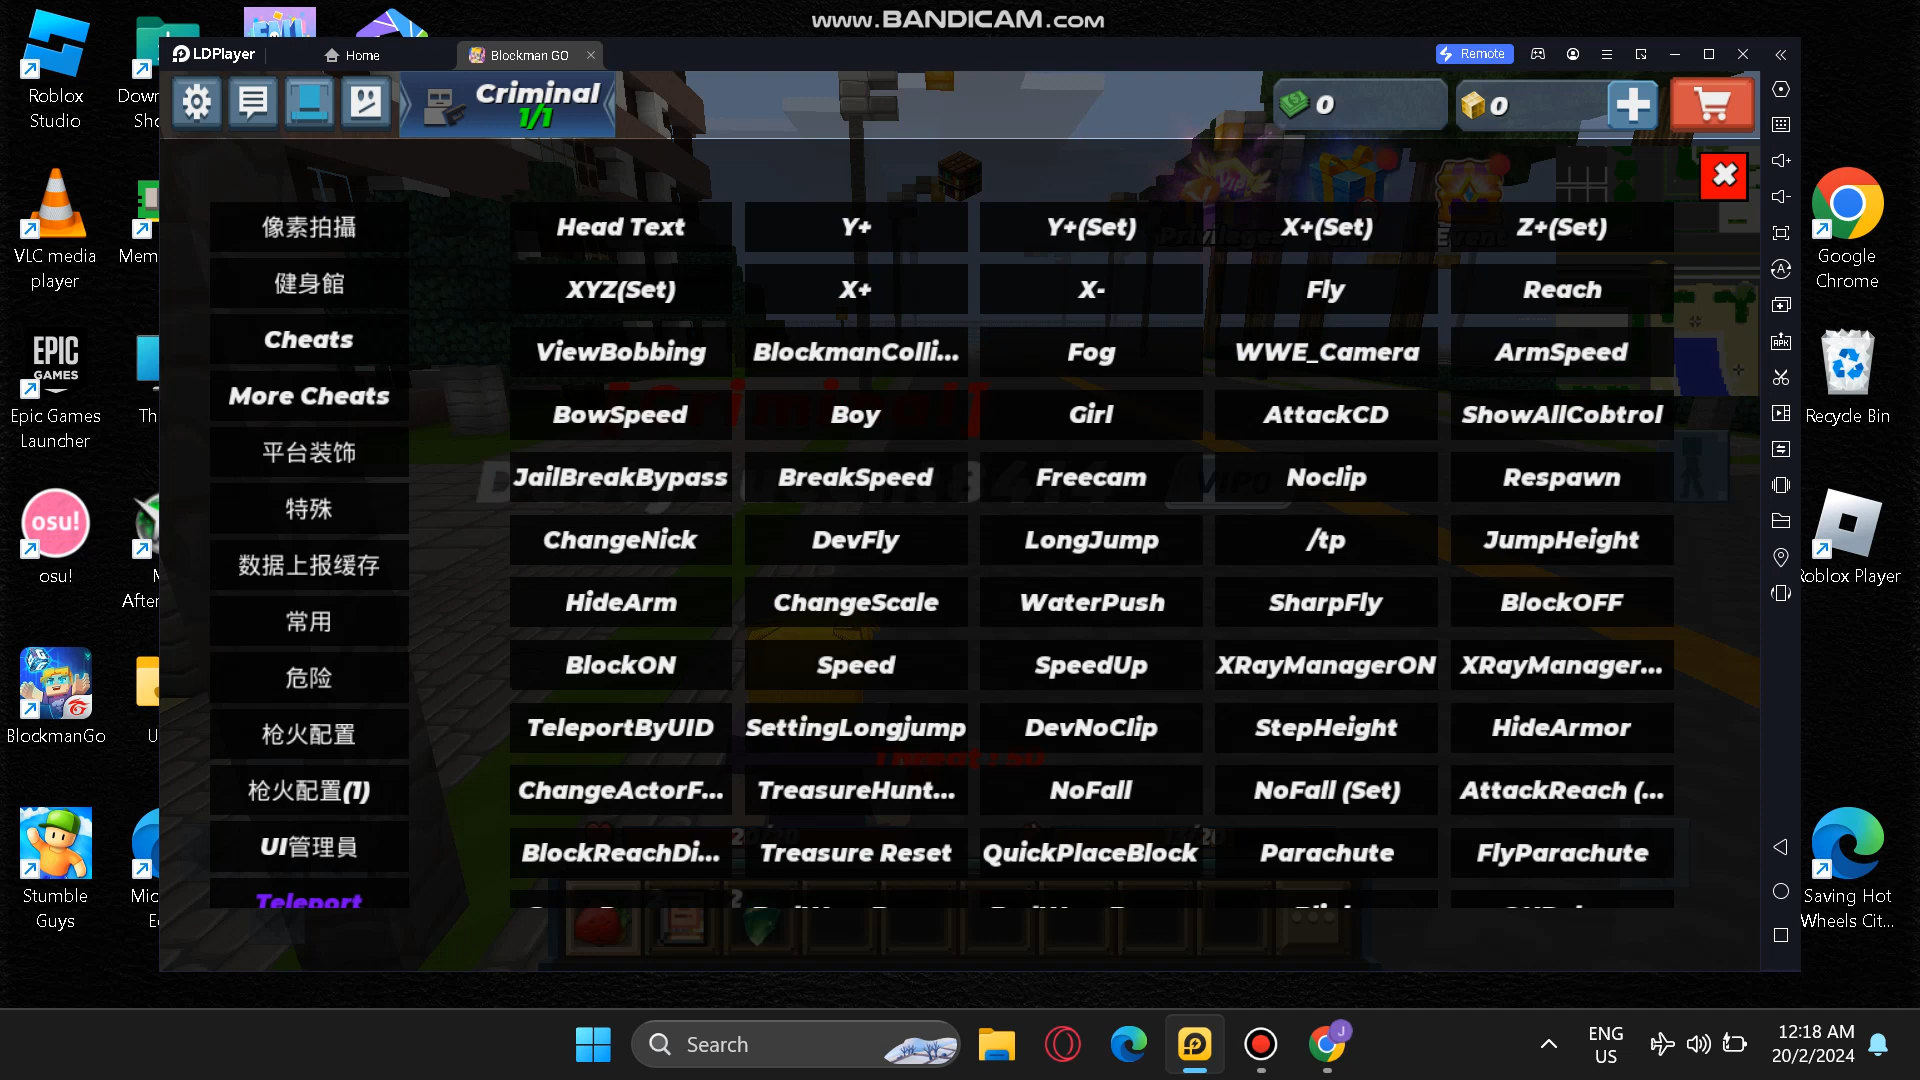 www.BANDICAM.com
LDPlayer
Home
Blockman GO
Remote
Criminal
1/1
0
0
像素拍攝
健身館
Cheats
More Cheats
平台装饰
特殊
数据上报缓存
常用
危险
枪火配置
枪火配置(1)
UI管理員
Teleport
Head Text
Y+
Y+(Set)
X+(Set)
Z+(Set)
XYZ(Set)
X+
X-
Fly
Reach
ViewBobbing
BlockmanColli...
Fog
WWE_Camera
ArmSpeed
BowSpeed
Boy
Girl
AttackCD
ShowAllCobtrol
JailBreakBypass
BreakSpeed
Freecam
Noclip
Respawn
ChangeNick
DevFly
LongJump
/tp
JumpHeight
HideArm
ChangeScale
WaterPush
SharpFly
BlockOFF
BlockON
Speed
SpeedUp
XRayManagerON
XRayManager...
TeleportByUID
SettingLongjump
DevNoClip
StepHeight
HideArmor
ChangeActorF...
TreasureHunt...
NoFall
NoFall (Set)
AttackReach (...
BlockReachDi...
Treasure Reset
QuickPlaceBlock
Parachute
FlyParachute
Roblox
Studio
VLC media
player
Epic Games
Launcher
osu!
BlockmanGo
Stumble
Guys
Google
Chrome
Recycle Bin
Roblox Player
Saving Hot
Wheels Cit...
Search
ENG
US
12:18 AM
20/2/2024